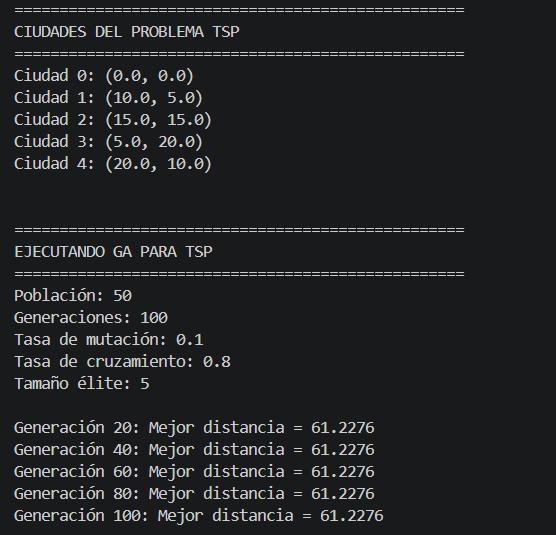 ==================================================
CIUDADES DEL PROBLEMA TSP
==================================================
Ciudad 0: (0.0, 0.0)
Ciudad 1: (10.0, 5.0)
Ciudad 2: (15.0, 15.0)
Ciudad 3: (5.0, 20.0)
Ciudad 4: (20.0, 10.0)
==================================================
EJECUTANDO GA PARA TSP
==================================================
Población: 50
Generaciones: 100
Tasa de mutación: 0.1
Tasa de cruzamiento: 0.8
Tamaño élite: 5
Generación 20: Mejor distancia = 61.2276
Generación 40: Mejor distancia = 61.2276
Generación 60: Mejor distancia = 61.2276
Generación 80: Mejor distancia = 61.2276
Generación 100: Mejor distancia = 61.2276